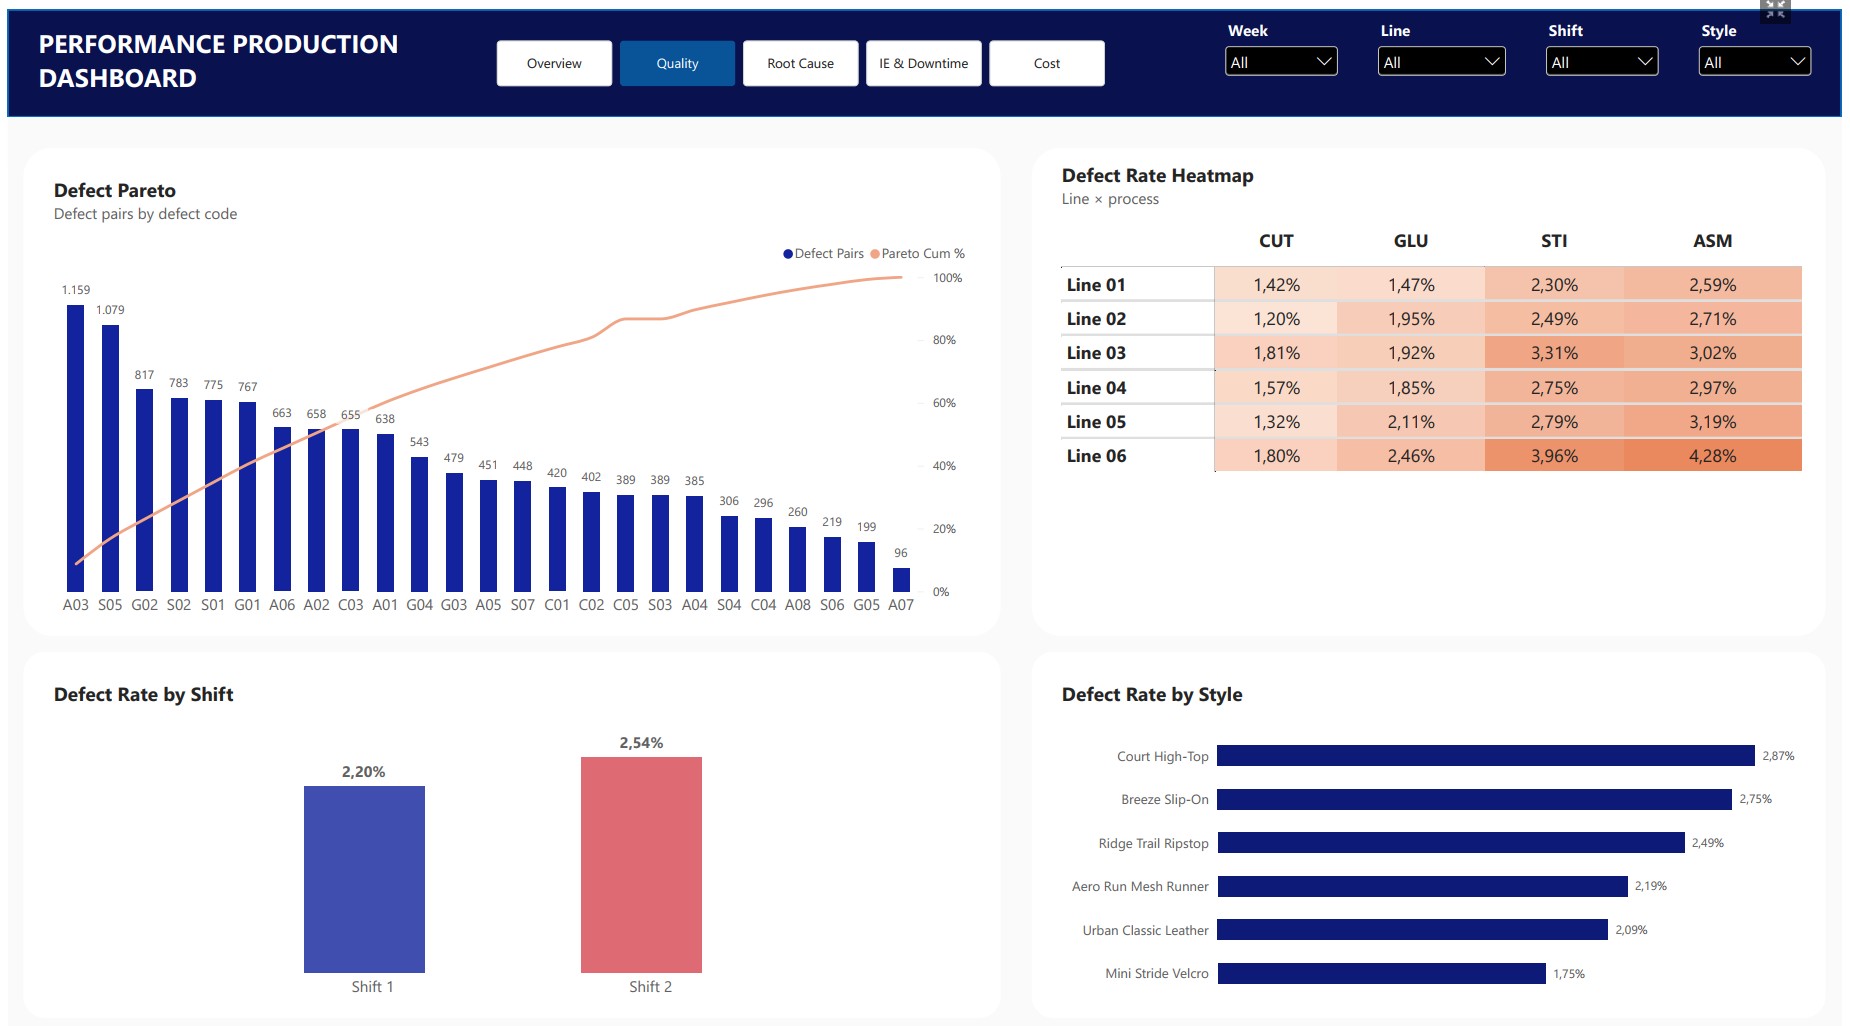 PERFORMANCE PRODUCTION
DASHBOARD
Overview
Quality
Root Cause
IE & Downtime
Cost
Week
Line
Shift
Style
All
All
All
All
Defect Pareto
Defect pairs by defect code
Defect Pairs
Pareto Cum %
1.159
1.079
817
783
775
767
663
658
655
638
543
479
451
448
420
402
389
389
385
306
296
260
219
199
96
100%
80%
60%
40%
20%
0%
A03 S05 G02 S02 S01 G01 A06 A02 C03 A01 G04 G03 A05 S07 C01 C02 C05 S03 A04 S04 C04 A08 S06 G05 A07
Defect Rate Heatmap
Line × process
CUT GLU STI ASM
Line 01 1,42% 1,47% 2,30% 2,59%
Line 02 1,20% 1,95% 2,49% 2,71%
Line 03 1,81% 1,92% 3,31% 3,02%
Line 04 1,57% 1,85% 2,75% 2,97%
Line 05 1,32% 2,11% 2,79% 3,19%
Line 06 1,80% 2,46% 3,96% 4,28%
Defect Rate by Shift
2,20%
2,54%
Shift 1
Shift 2
Defect Rate by Style
Court High-Top 2,87%
Breeze Slip-On 2,75%
Ridge Trail Ripstop 2,49%
Aero Run Mesh Runner 2,19%
Urban Classic Leather 2,09%
Mini Stride Velcro 1,75%